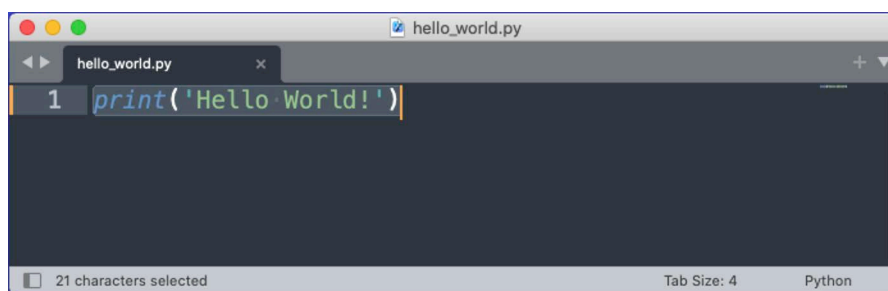 hello_world.py
hello_world.py ×
1 print('Hello World!')
21 characters selected Tab Size: 4 Python